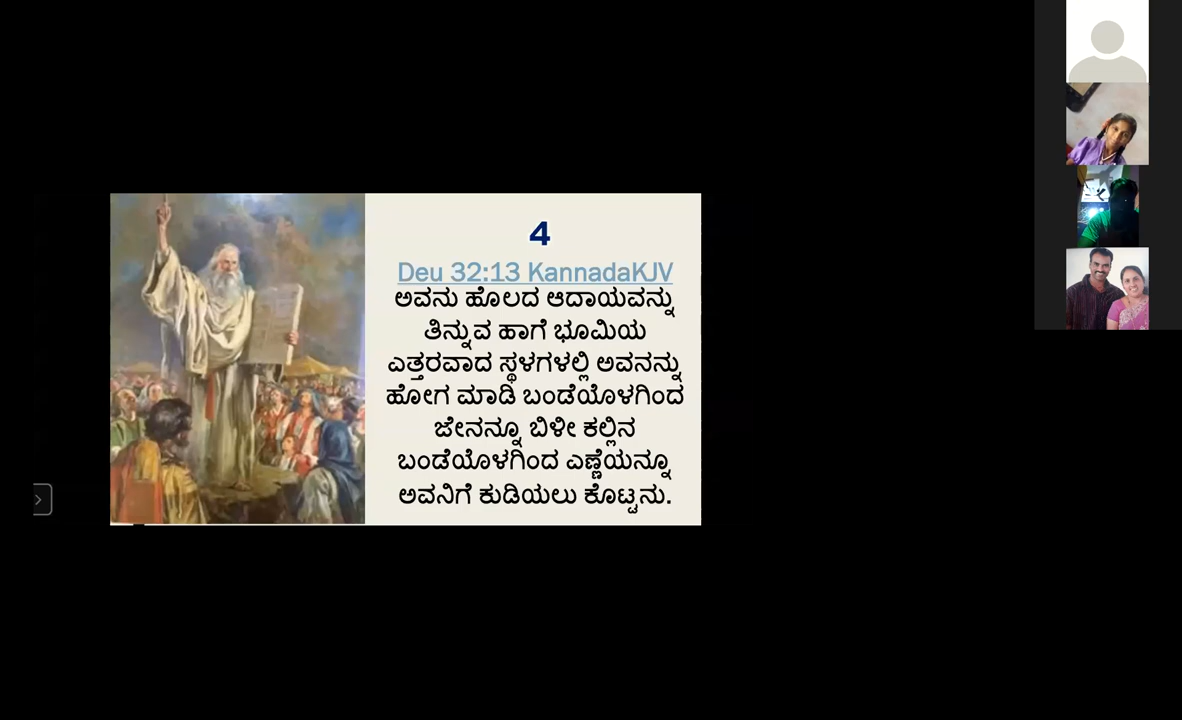 4
Deu 32:13 KannadaKJV
ಅವನು ಹೊಲದ ಆದಾಯವನ್ನು
ತಿನ್ನುವ ಹಾಗೆ ಭೂಮಿಯ
ಎತ್ತರವಾದ ಸ್ಥಳಗಳಲ್ಲಿ ಅವನನ್ನು
ಹೋಗ ಮಾಡಿ ಬಂಡೆಯೊಳಗಿಂದ
ಜೇನನ್ನೂ ಬಿಳೀ ಕಲ್ಲಿನ
ಬಂಡೆಯೊಳಗಿಂದ ಎಣ್ಣೆಯನ್ನೂ
ಅವನಿಗೆ ಕುಡಿಯಲು ಕೊಟ್ಟನು.